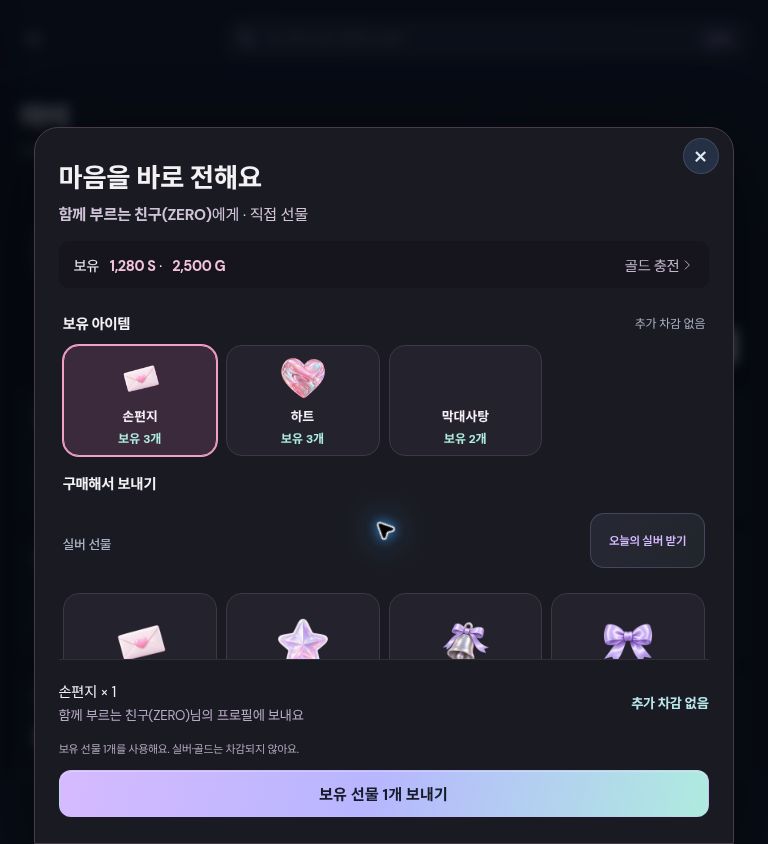 마음을 바로 전해요
함께 부르는 친구(ZERO)에게 · 직접 선물
보유 1,280 S · 2,500 G
골드 충전
보유 아이템
추가 차감 없음
손편지
보유 3개
하트
보유 3개
막대사탕
보유 2개
구매해서 보내기
실버 선물
오늘의 실버 받기
손편지 × 1
함께 부르는 친구(ZERO)님의 프로필에 보내요
추가 차감 없음
보유 선물 1개를 사용해요. 실버·골드는 차감되지 않아요.
보유 선물 1개 보내기